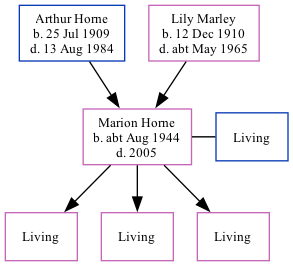 Arthur Horne
b. 25 Jul 1909
d. 13 Aug 1984
Lily Marley
b. 12 Dec 1910
d. abt May 1965
Marion Horne
b. abt Aug 1944
d. 2005
Living
Living
Living
Living